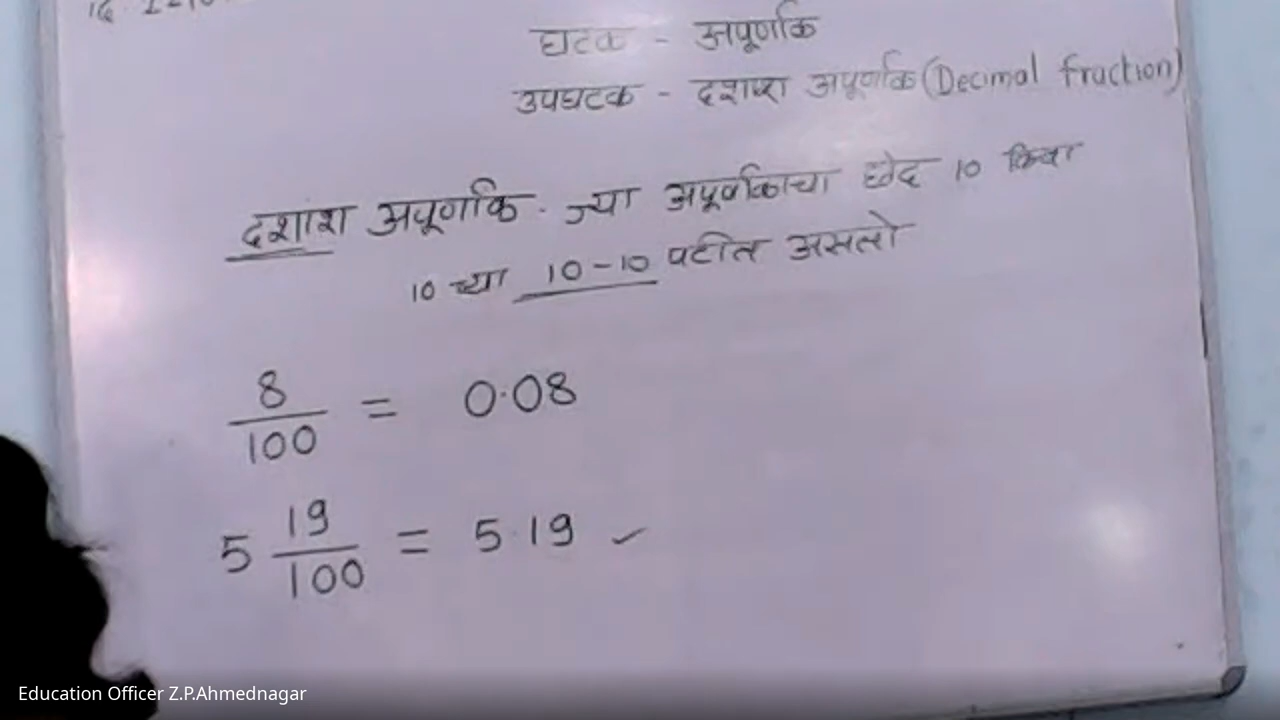 घटक - अपूर्णांक
उपघटक - दशांश अपूर्णांक (Decimal fraction)
दशांश अपूर्णांक . ज्या अपूर्णांकाचा छेद 10 किंवा
10 च्या 10-10 पटीत असतो
8/100 = 0.08
5 19/100 = 5.19 ✓
Education Officer Z.P.Ahmednagar